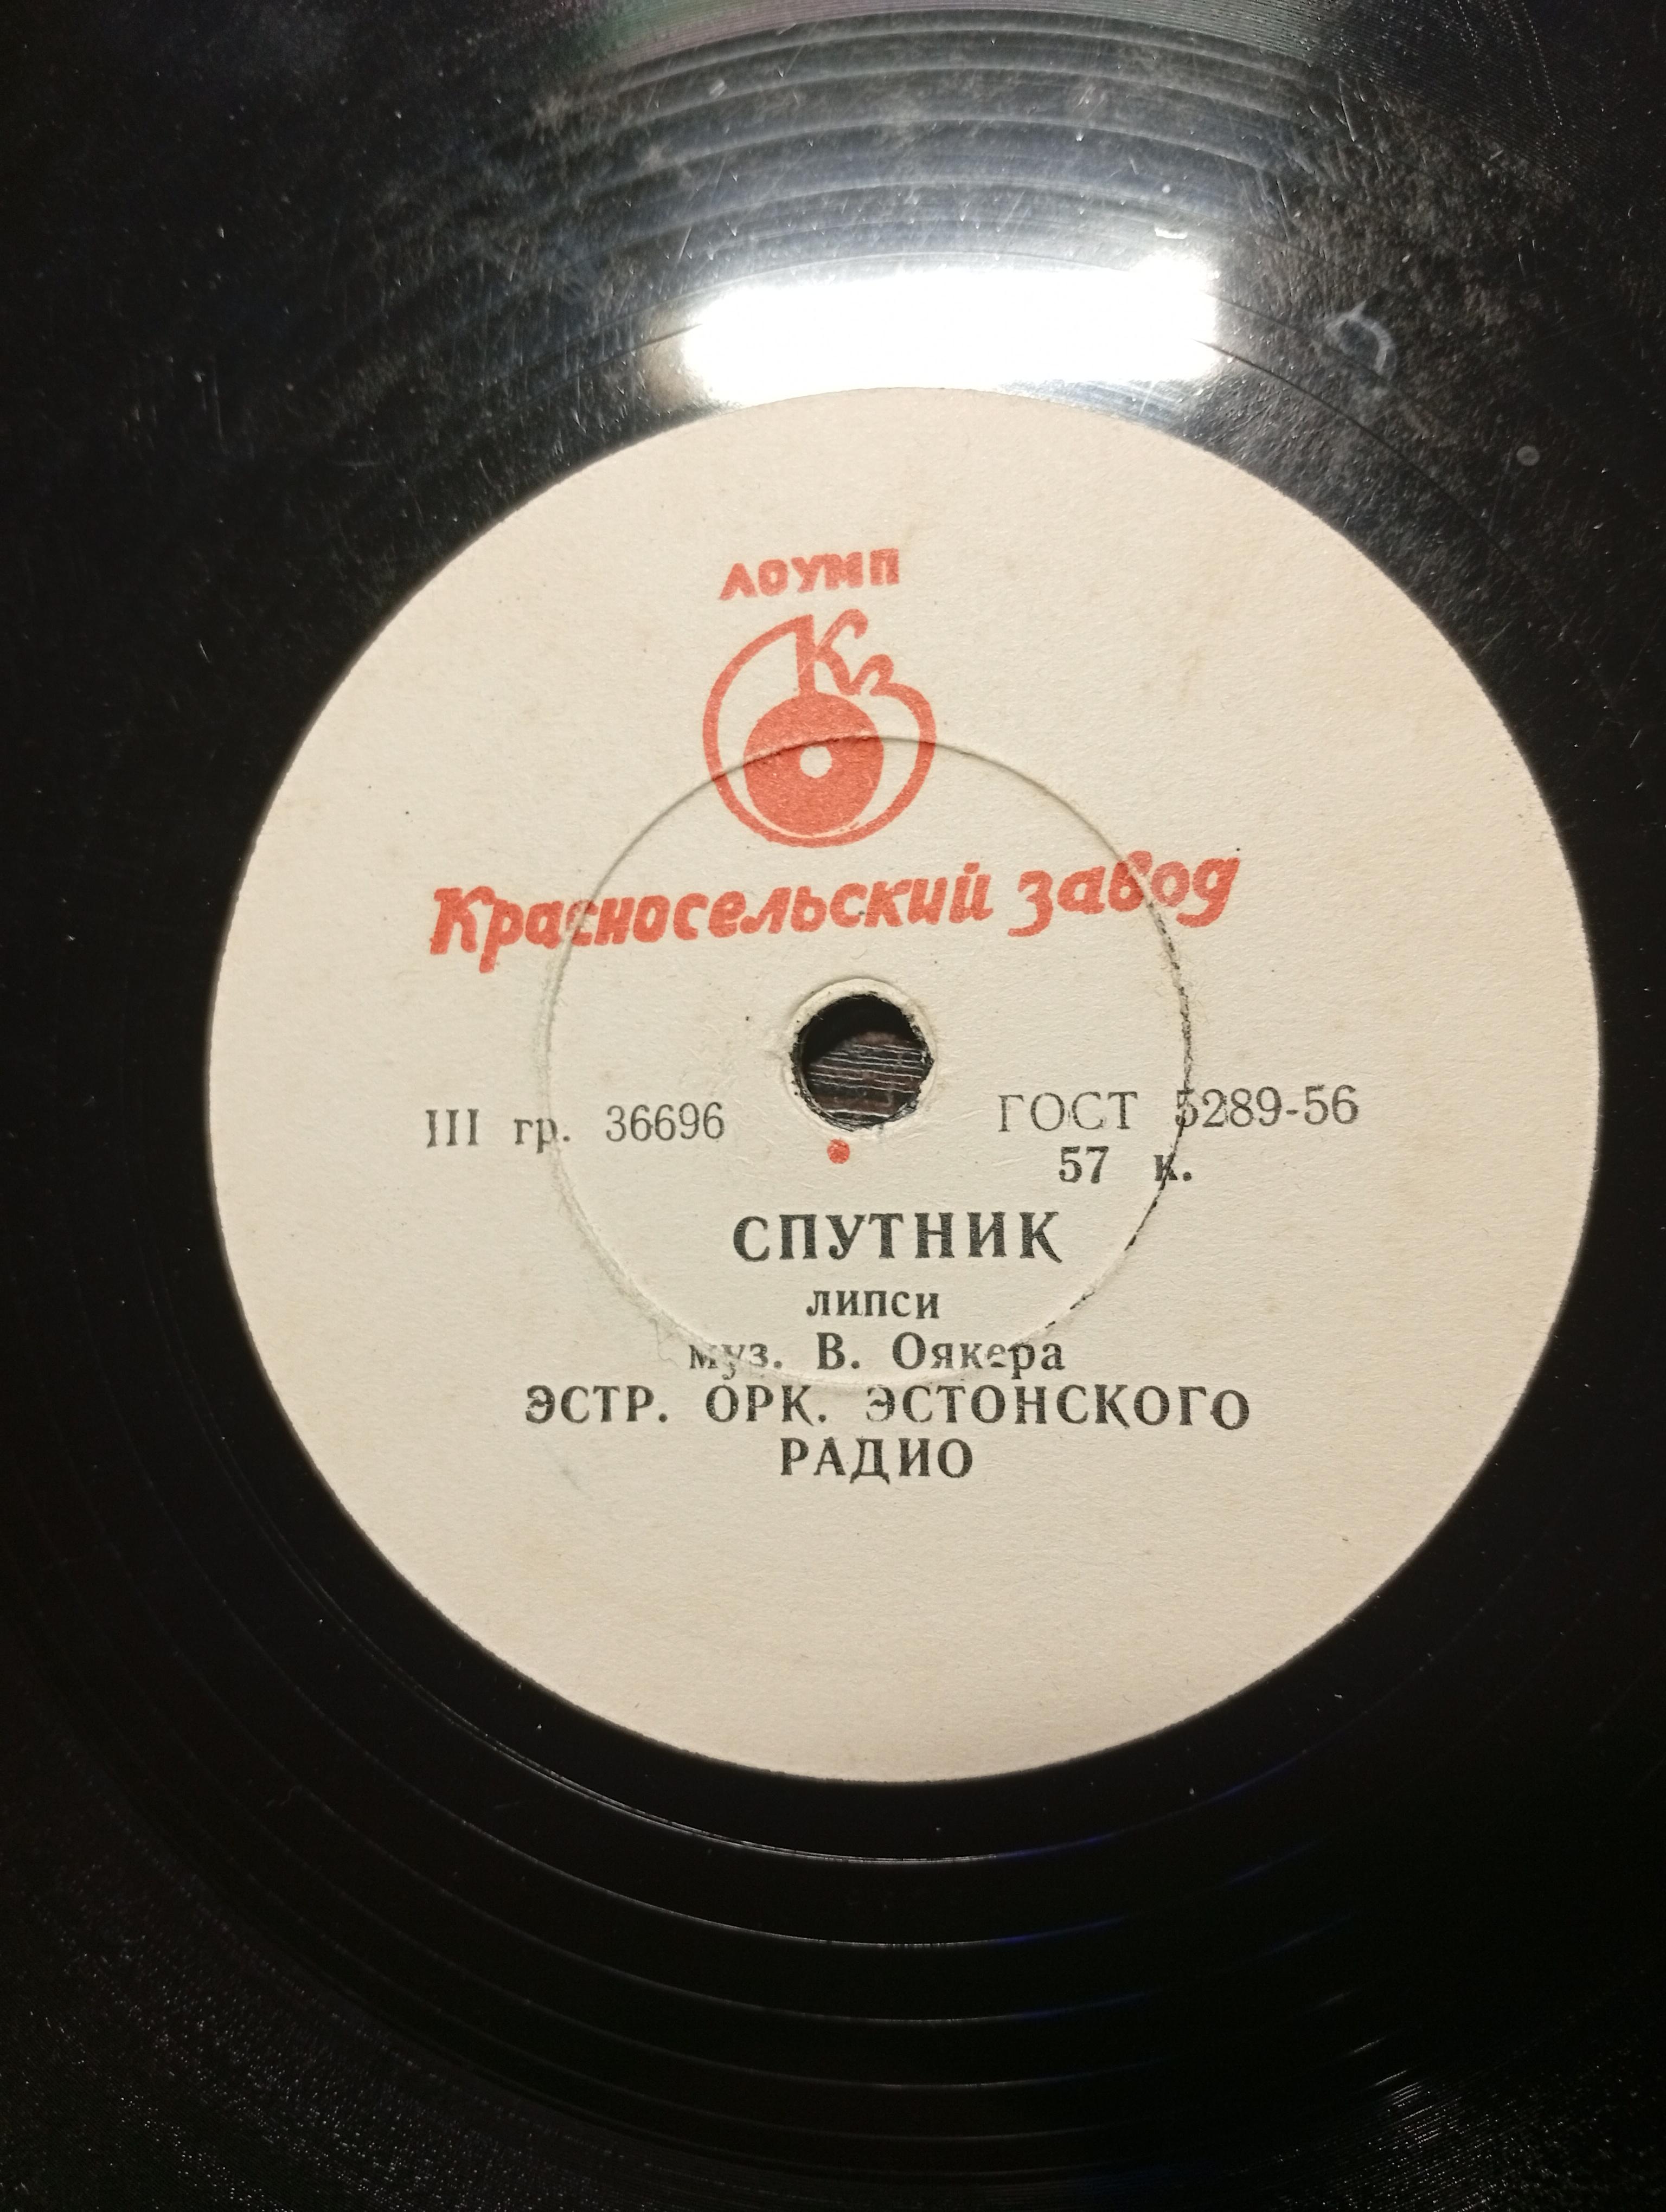 ЛОУМП
Кз
Красносельский завод
III гр. 36696
ГОСТ 5289-56
57 к.
СПУТНИК
липси
муз. В. Оякера
ЭСТР. ОРК. ЭСТОНСКОГО
РАДИО